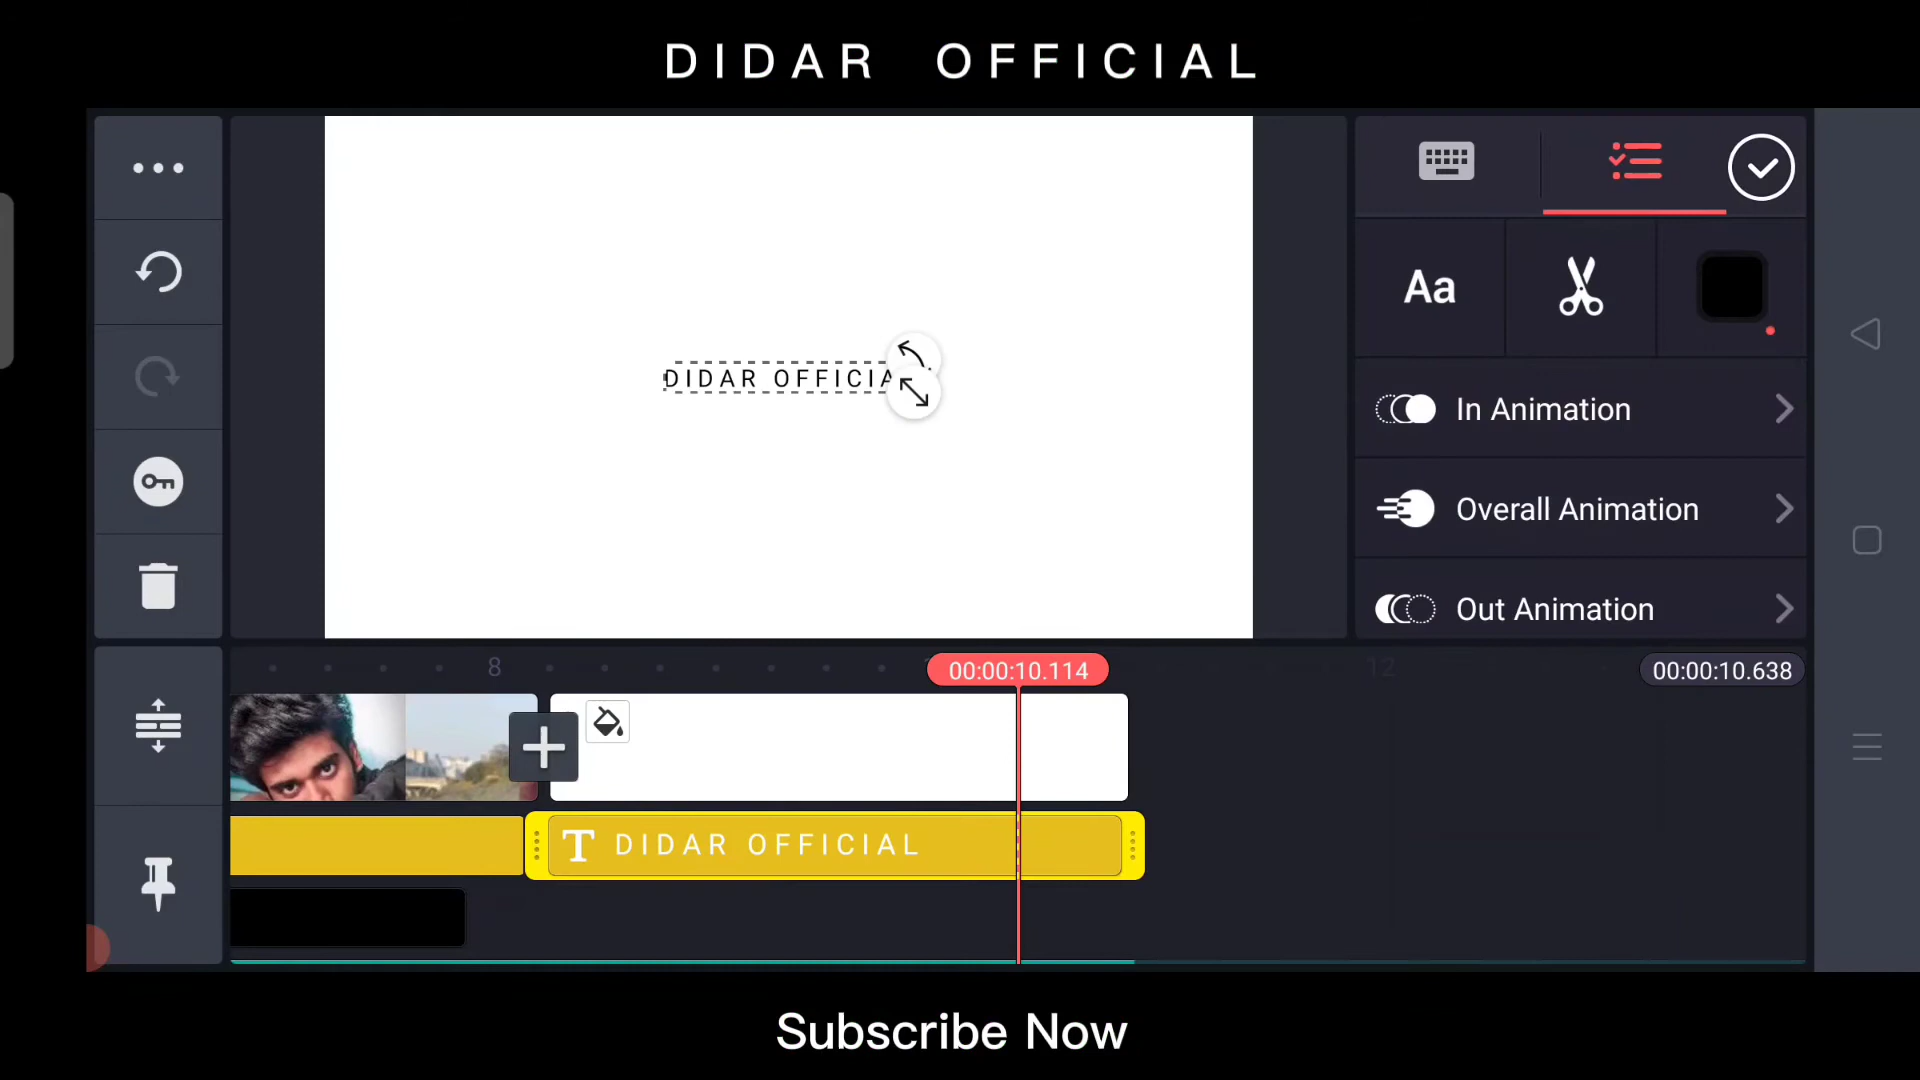 DIDAR OFFICIAL
DIDAR OFFICIA
Aa
In Animation
Overall Animation
Out Animation
8
00:00:10.114
12
00:00:10.638
T DIDAR OFFICIAL
Subscribe Now